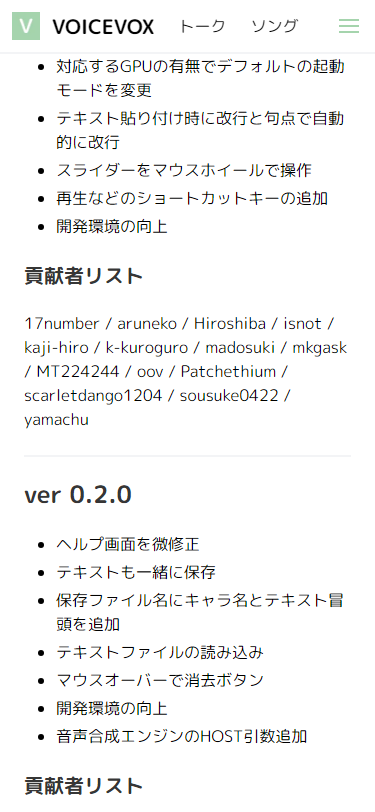 V VOICEVOX トーク ソング
対応するGPUの有無でデフォルトの起動
モードを変更
テキスト貼り付け時に改行と句点で自動
的に改行
スライダーをマウスホイールで操作
再生などのショートカットキーの追加
開発環境の向上
貢献者リスト
17number / aruneko / Hiroshiba / isnot /
kaji-hiro / k-kuroguro / madosuki / mkgask
/ MT224244 / oov / Patchethium /
scarletdango1204 / sousuke0422 /
yamachu
ver 0.2.0
ヘルプ画面を微修正
テキストも一緒に保存
保存ファイル名にキャラ名とテキスト冒
頭を追加
テキストファイルの読み込み
マウスオーバーで消去ボタン
開発環境の向上
音声合成エンジンのHOST引数追加
貢献者リスト